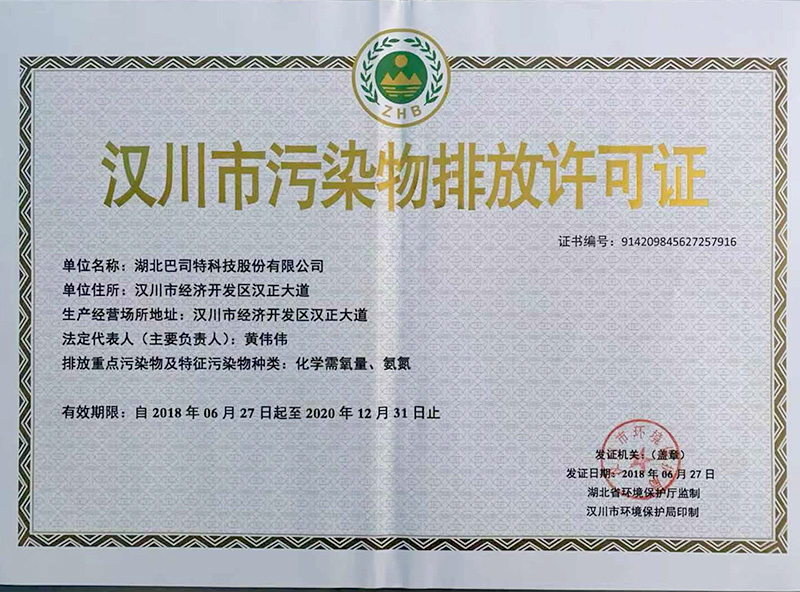 ZHB
汉川市污染物排放许可证
证书编号：914209845627257916
单位名称：湖北巴司特科技股份有限公司
单位住所：汉川市经济开发区汉正大道
生产经营场所地址：汉川市经济开发区汉正大道
法定代表人（主要负责人）：黄伟伟
排放重点污染物及特征污染物种类：化学需氧量、氨氮
有效期限：自 2018 年 06 月 27 日起至 2020 年 12 月 31 日止
发证机关：（盖章）
发证日期：2018 年 06 月 27 日
湖北省环境保护厅监制
汉川市环境保护局印制